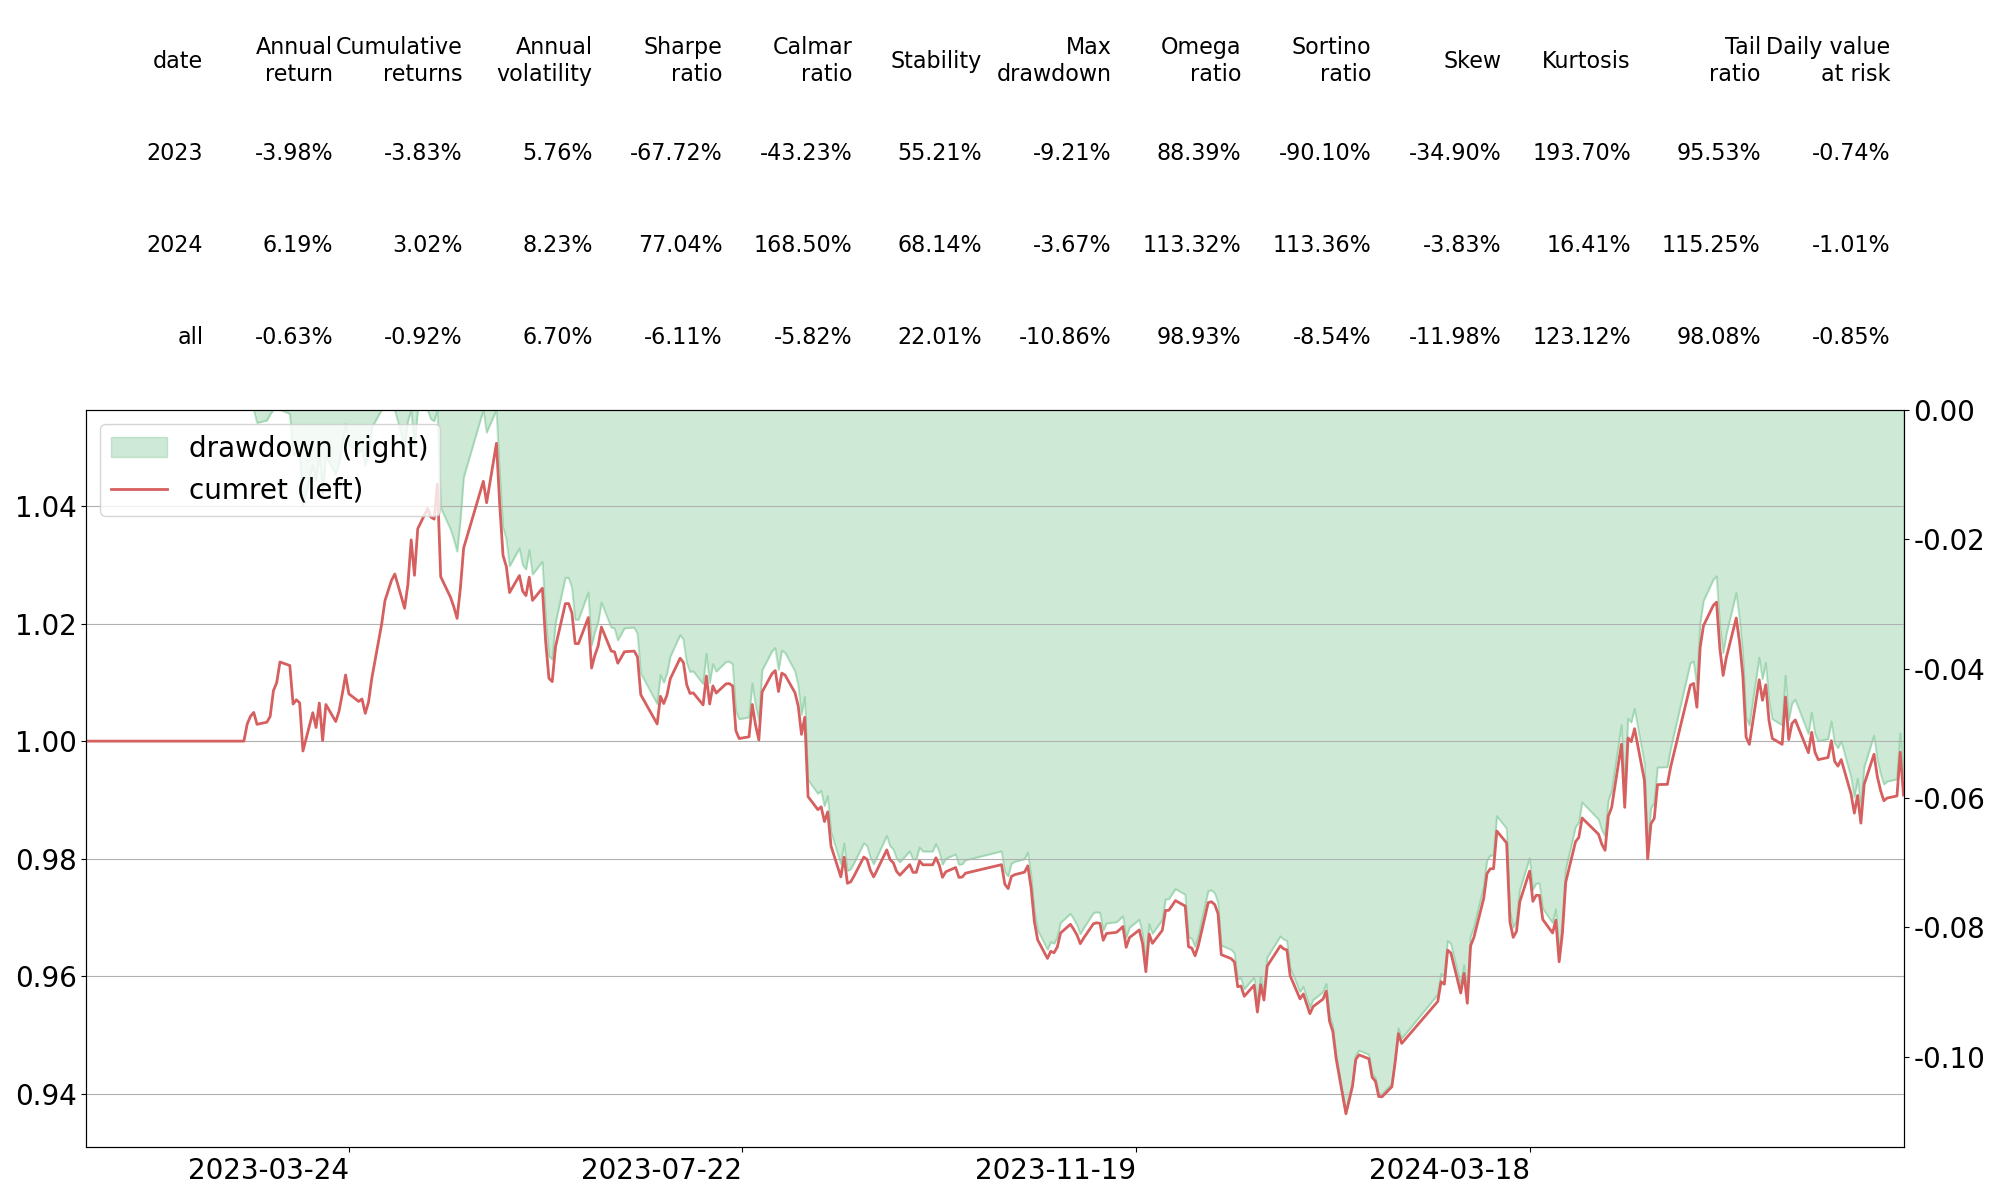 date Annual return Cumulative returns Annual volatility Sharpe ratio Calmar ratio Stability Max drawdown Omega ratio Sortino ratio Skew Kurtosis Tail ratio Daily value at risk
2023 -3.98% -3.83% 5.76% -67.72% -43.23% 55.21% -9.21% 88.39% -90.10% -34.90% 193.70% 95.53% -0.74%
2024 6.19% 3.02% 8.23% 77.04% 168.50% 68.14% -3.67% 113.32% 113.36% -3.83% 16.41% 115.25% -1.01%
all -0.63% -0.92% 6.70% -6.11% -5.82% 22.01% -10.86% 98.93% -8.54% -11.98% 123.12% 98.08% -0.85%
drawdown (right)
cumret (left)
1.04
1.02
1.00
0.98
0.96
0.94
0.00
-0.02
-0.04
-0.06
-0.08
-0.10
2023-03-24 2023-07-22 2023-11-19 2024-03-18